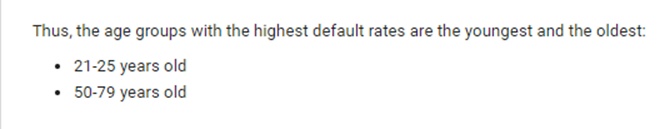 Thus, the age groups with the highest default rates are the youngest and the oldest:
• 21-25 years old
• 50-79 years old